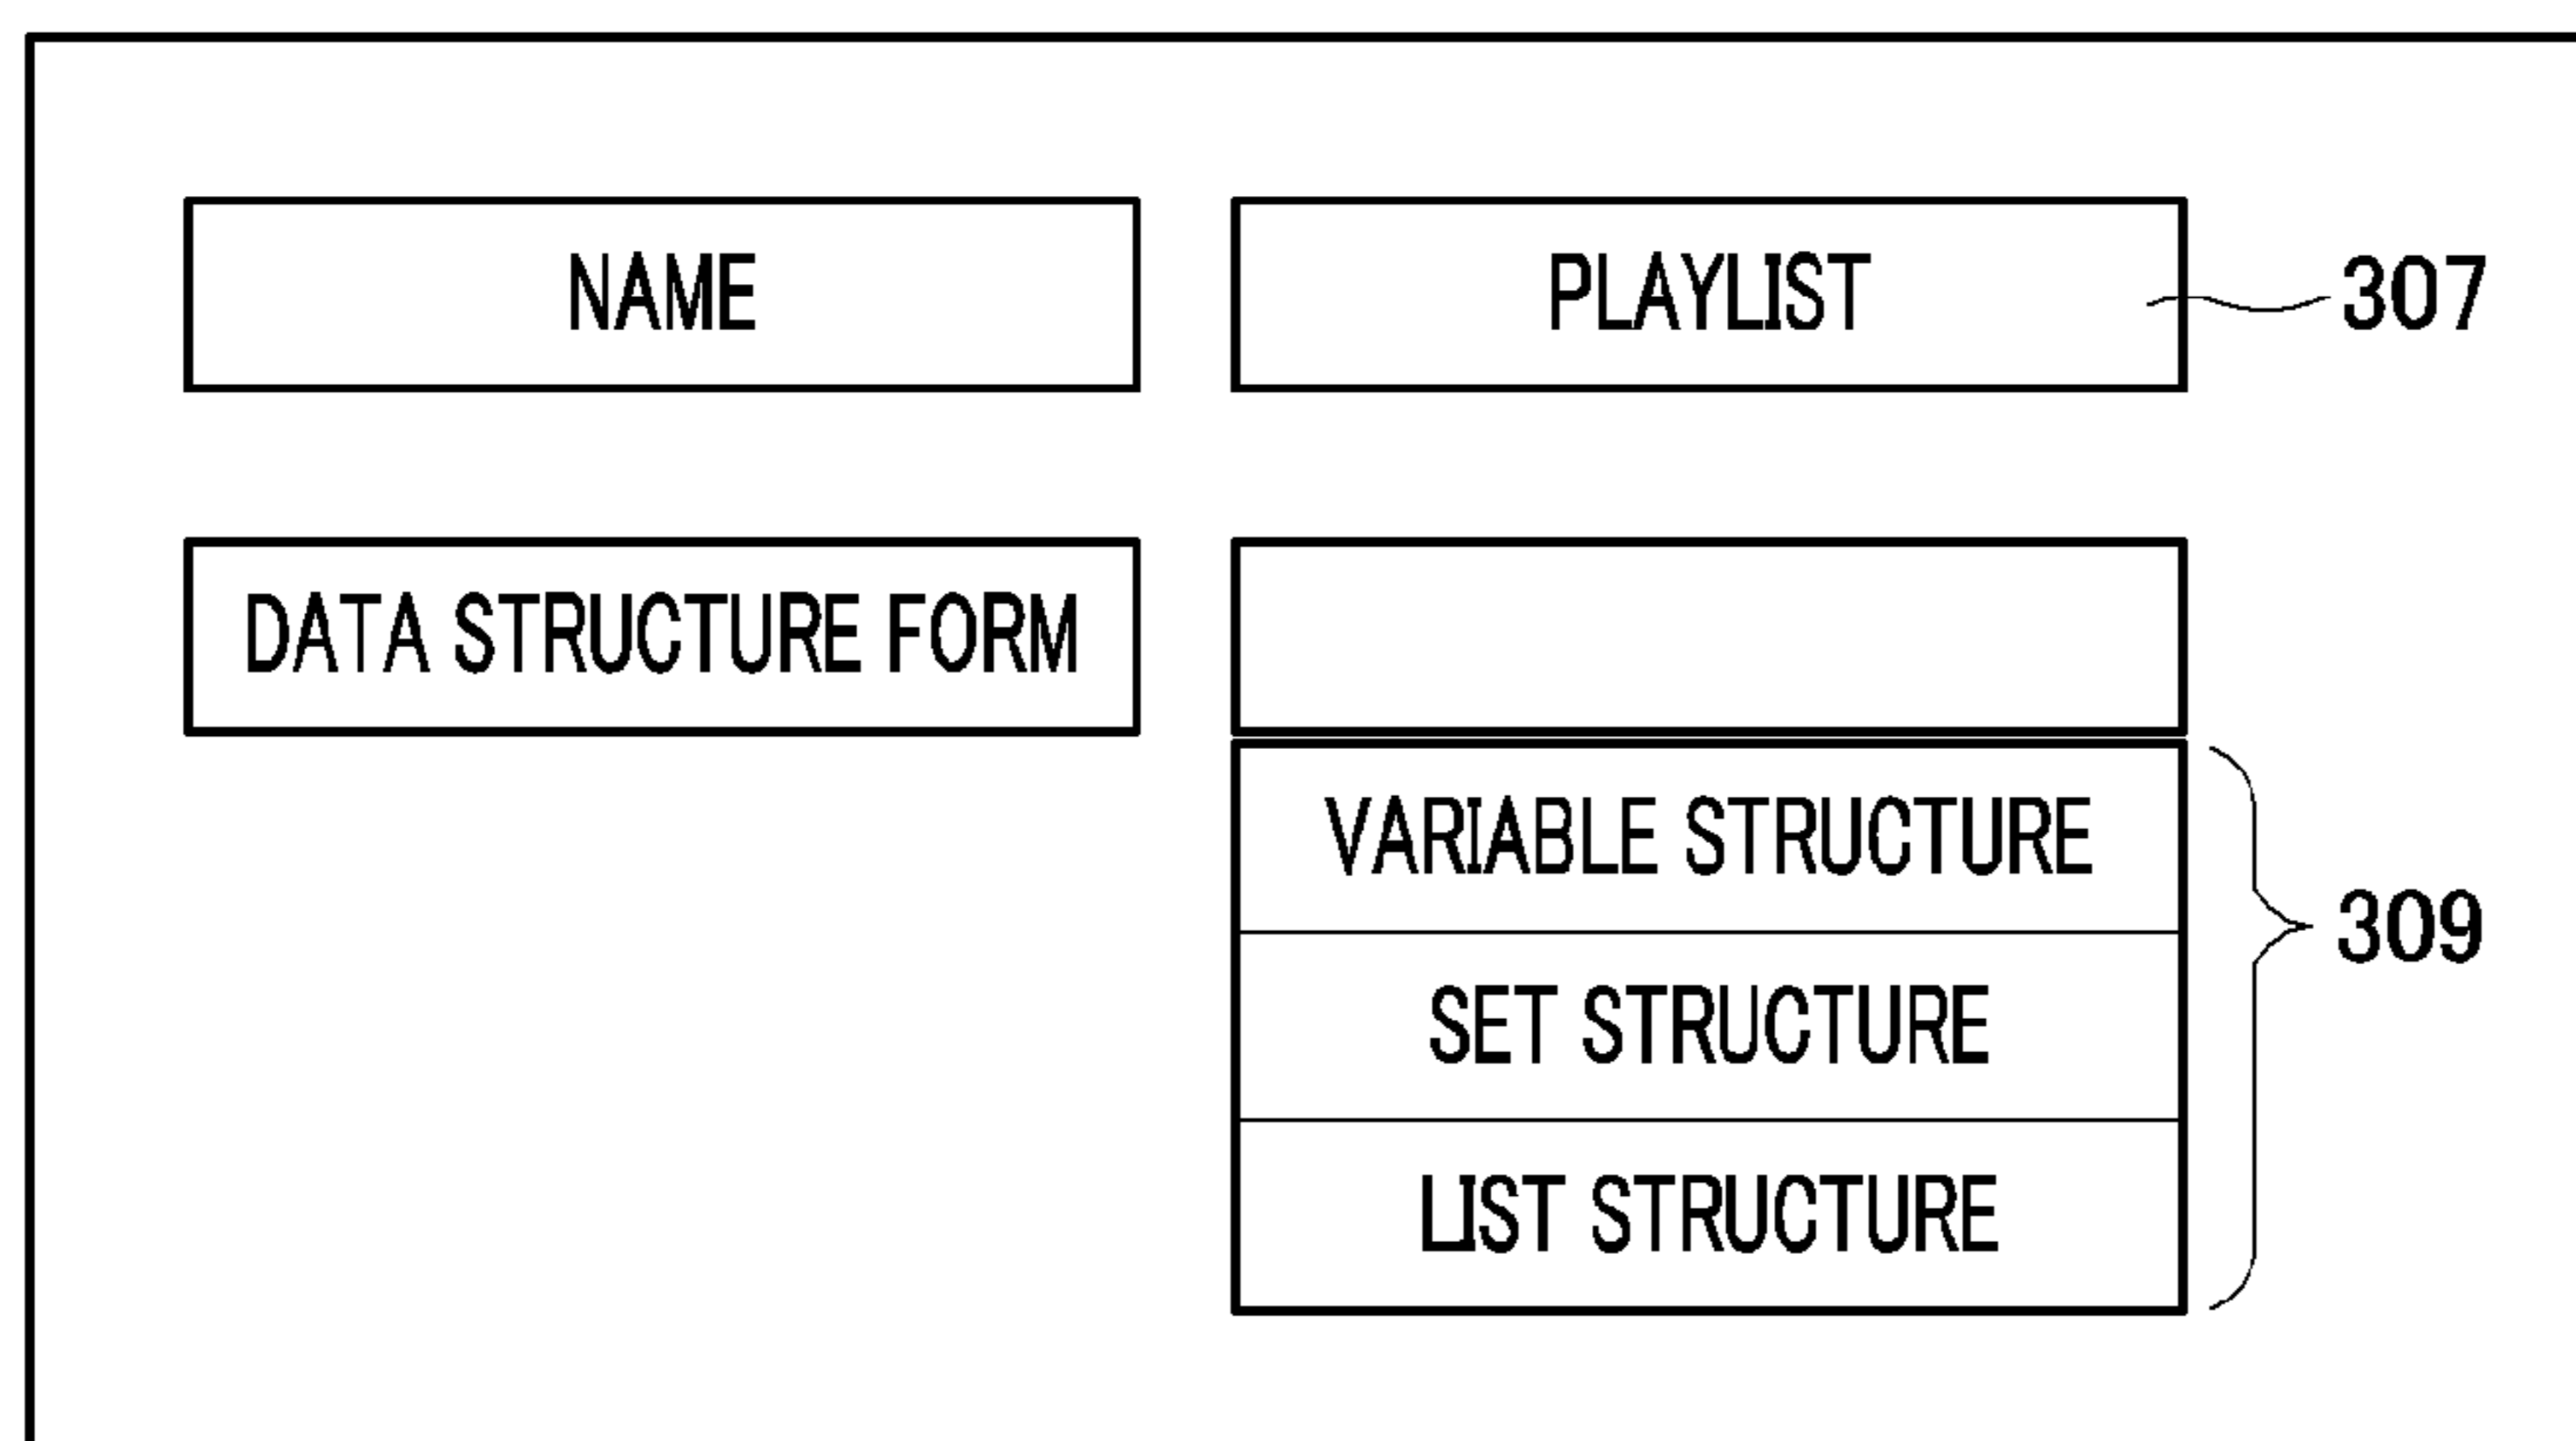 NAME
PLAYLIST
307
DATA STRUCTURE FORM
VARIABLE STRUCTURE
SET STRUCTURE
LIST STRUCTURE
309